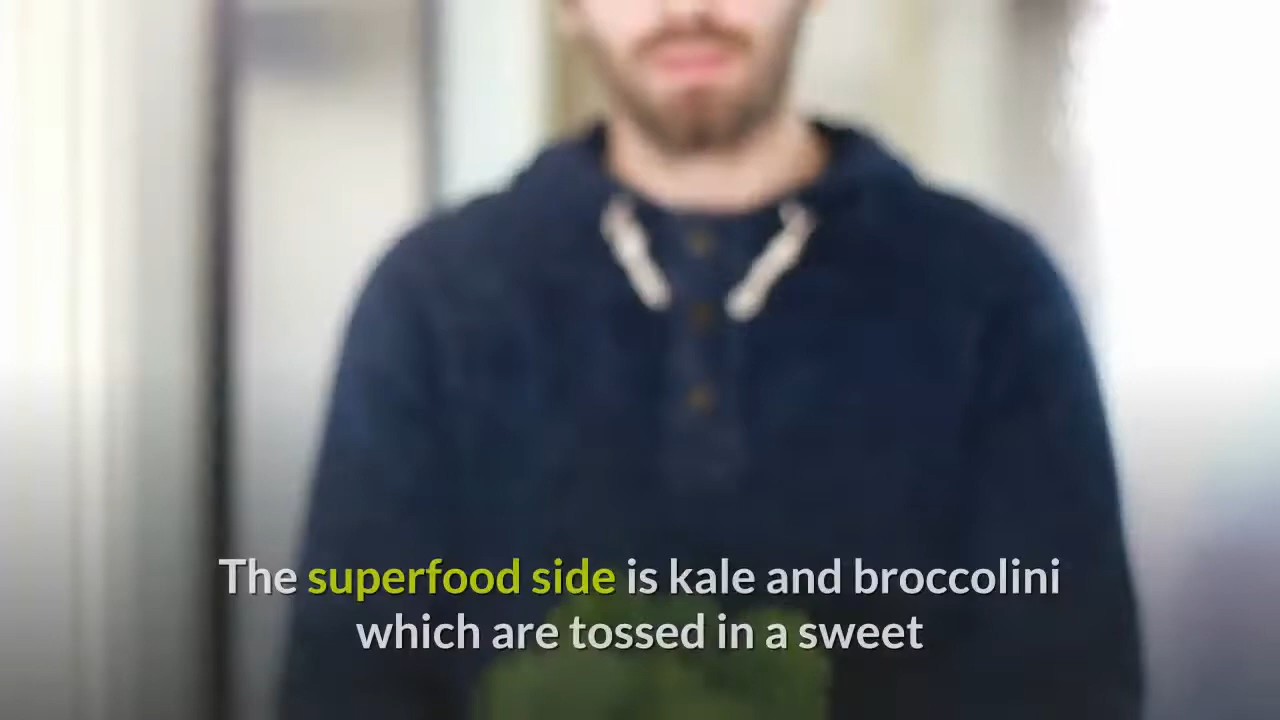 The superfood side is kale and broccolini
which are tossed in a sweet